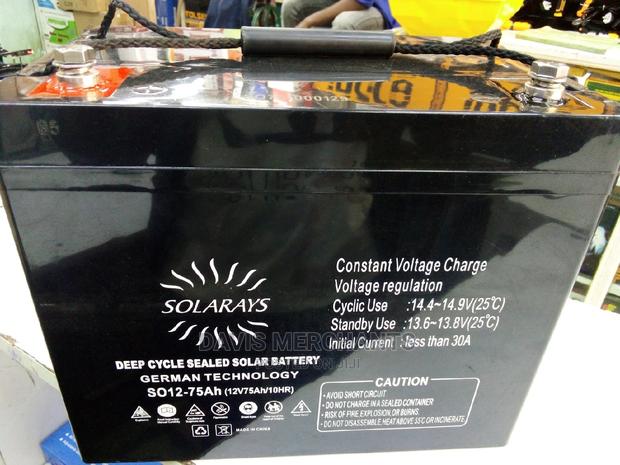 000129
SOLARAYS
DEEP CYCLE SEALED SOLAR BATTERY
GERMAN TECHNOLOGY
SO12-75Ah (12V75Ah/10HR)
MADE IN CHINA
Constant Voltage Charge
Voltage regulation
Cyclic Use :14.4~14.9V(25℃)
Standby Use :13.6~13.8V(25℃)
Initial Current :less than 30A
DAVIS MERCHANTS
CAUTION
• AVOID SHORT CIRCUIT
• DO NOT CHARGE IN A SEALED CONTAINER
• RISK OF FIRE, EXPLOSION, OR BURNS.
• DO NOT DISASSEMBLE, HEAT ABOVE 55℃ OR INCINERATE.